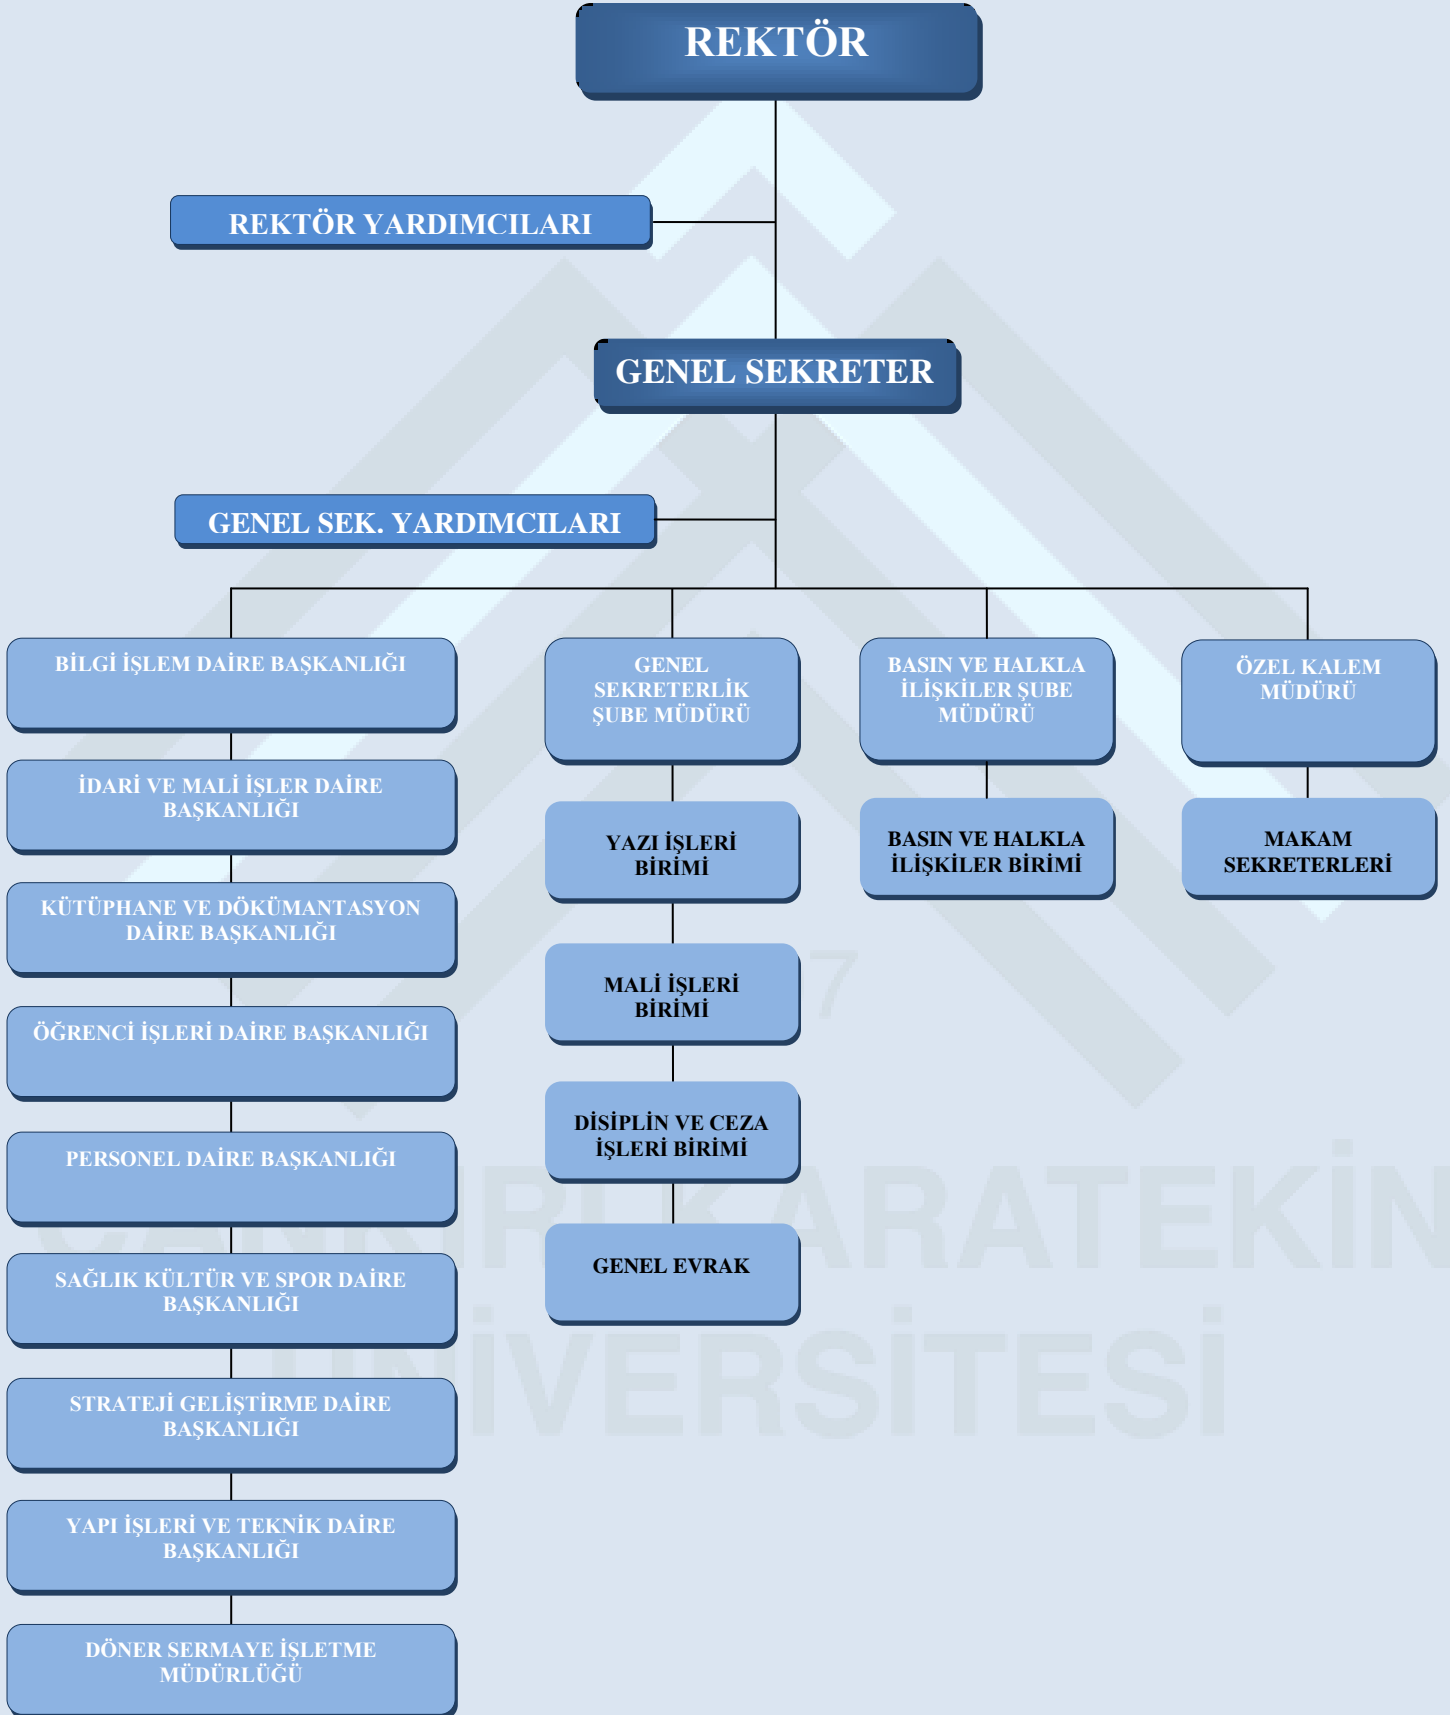 REKTÖR
REKTÖR YARDIMCILARI
GENEL SEKRETER
GENEL SEK. YARDIMCILARI
BİLGİ İŞLEM DAİRE BAŞKANLIĞI
İDARİ VE MALİ İŞLER DAİRE
BAŞKANLIĞI
KÜTÜPHANE VE DÖKÜMANTASYON
DAİRE BAŞKANLIĞI
ÖĞRENCİ İŞLERİ DAİRE BAŞKANLIĞI
PERSONEL DAİRE BAŞKANLIĞI
SAĞLIK KÜLTÜR VE SPOR DAİRE
BAŞKANLIĞI
STRATEJİ GELİŞTİRME DAİRE
BAŞKANLIĞI
YAPI İŞLERİ VE TEKNİK DAİRE
BAŞKANLIĞI
DÖNER SERMAYE İŞLETME
MÜDÜRLÜĞÜ
GENEL
SEKRETERLİK
ŞUBE MÜDÜRÜ
YAZI İŞLERİ
BİRİMİ
MALİ İŞLERİ
BİRİMİ
DİSİPLİN VE CEZA
İŞLERİ BİRİMİ
GENEL EVRAK
BASIN VE HALKLA
İLİŞKİLER ŞUBE
MÜDÜRÜ
BASIN VE HALKLA
İLİŞKİLER BİRİMİ
ÖZEL KALEM
MÜDÜRÜ
MAKAM
SEKRETERLERİ
ÇANKIRI KARATEKİN
ÜNİVERSİTESİ